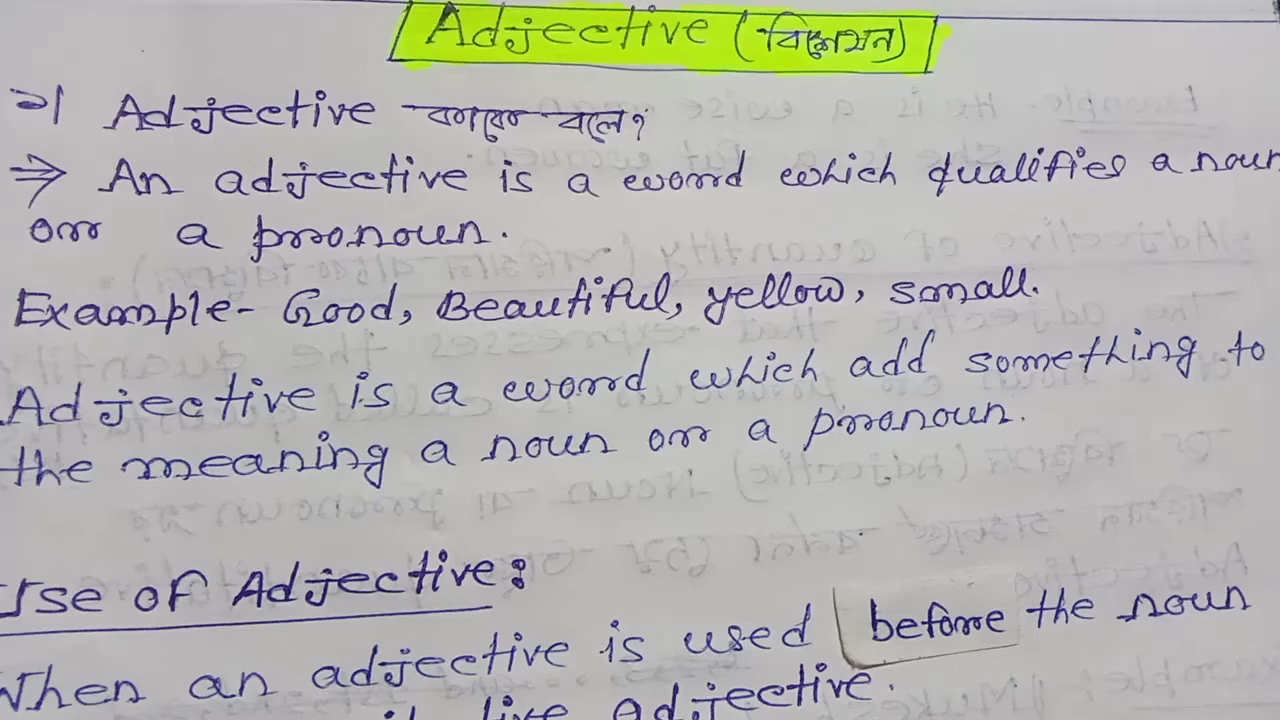 Adjective (বিশেষন)
১। Adjective কাকে বলে?
⇒ An adjective is a word which qualifies a noun
or a pronoun.
Example- Good, Beautiful, yellow, small.
Adjective is a word which add something to
the meaning a noun or a pronoun.
Use of Adjective:
When an adjective is used before the noun
adjective.